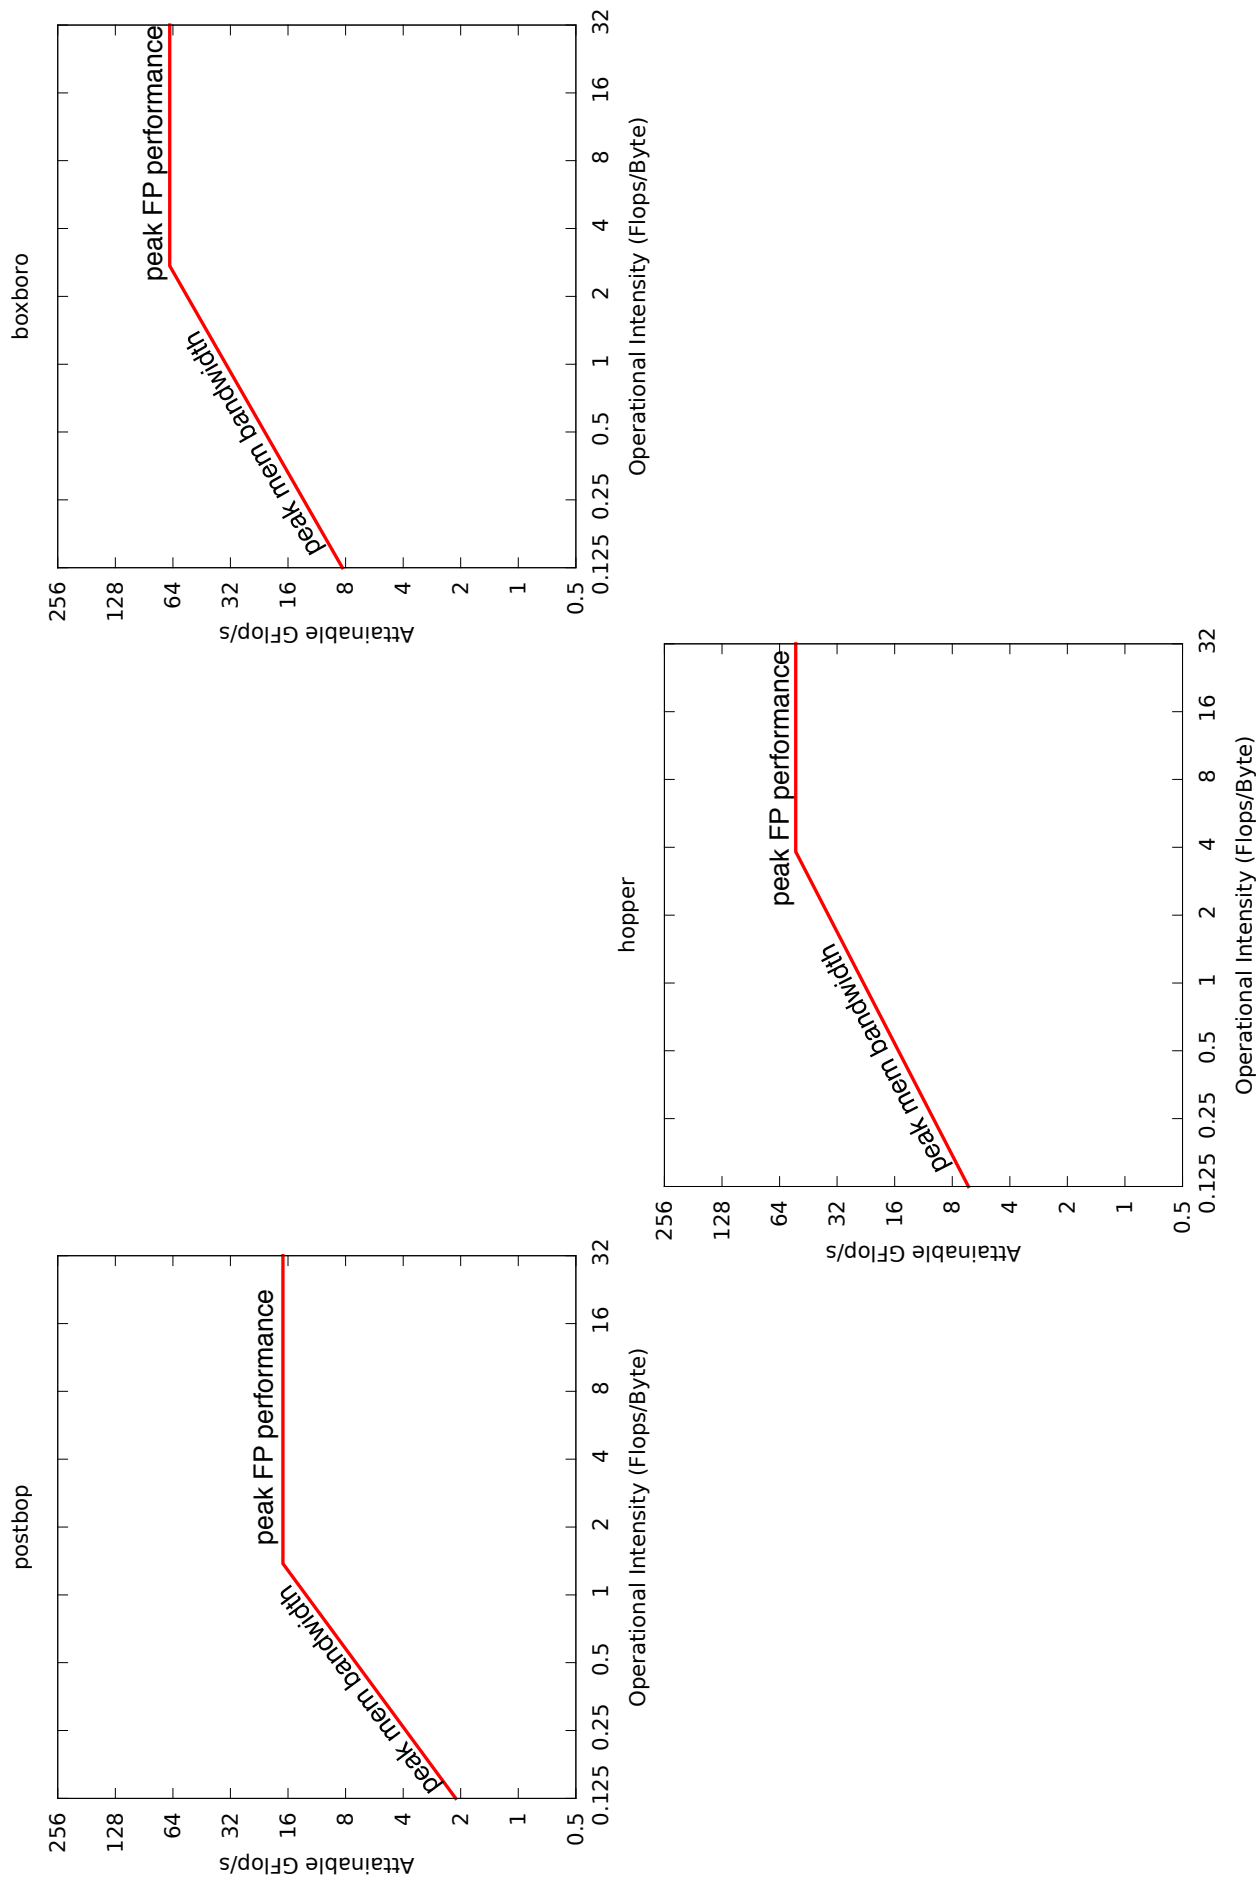 postbop
256
128
64
32
16
8
4
2
1
0.5
0.125 0.25 0.5 1 2 4 8 16 32
Attainable GFlop/s
Operational Intensity (Flops/Byte)
peak mem bandwidth
peak FP performance
boxboro
256
128
64
32
16
8
4
2
1
0.5
0.125 0.25 0.5 1 2 4 8 16 32
Attainable GFlop/s
Operational Intensity (Flops/Byte)
peak mem bandwidth
peak FP performance
hopper
256
128
64
32
16
8
4
2
1
0.5
0.125 0.25 0.5 1 2 4 8 16 32
Attainable GFlop/s
Operational Intensity (Flops/Byte)
peak mem bandwidth
peak FP performance